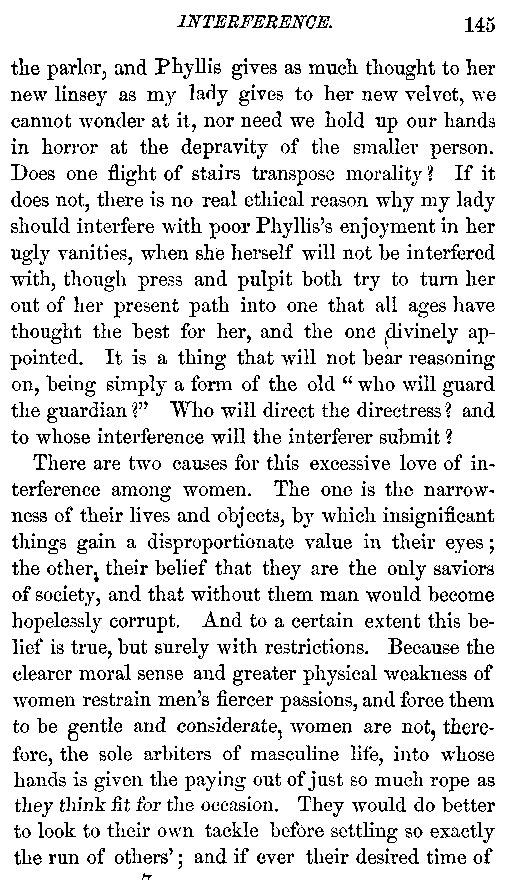 INTERFERENCE. 145
the parlor, and Phyllis gives as much thought to her
new linsey as my lady gives to her new velvet, we
cannot wonder at it, nor need we hold up our hands
in horror at the depravity of the smaller person.
Does one flight of stairs transpose morality? If it
does not, there is no real ethical reason why my lady
should interfere with poor Phyllis's enjoyment in her
ugly vanities, when she herself will not be interfered
with, though press and pulpit both try to turn her
out of her present path into one that all ages have
thought the best for her, and the one divinely ap-
pointed. It is a thing that will not bear reasoning
on, being simply a form of the old "who will guard
the guardian?" Who will direct the directress? and
to whose interference will the interferer submit?
There are two causes for this excessive love of in-
terference among women. The one is the narrow-
ness of their lives and objects, by which insignificant
things gain a disproportionate value in their eyes;
the other, their belief that they are the only saviors
of society, and that without them man would become
hopelessly corrupt. And to a certain extent this be-
lief is true, but surely with restrictions. Because the
clearer moral sense and greater physical weakness of
women restrain men's fiercer passions, and force them
to be gentle and considerate, women are not, there-
fore, the sole arbiters of masculine life, into whose
hands is given the paying out of just so much rope as
they think fit for the occasion. They would do better
to look to their own tackle before settling so exactly
the run of others'; and if ever their desired time of
7